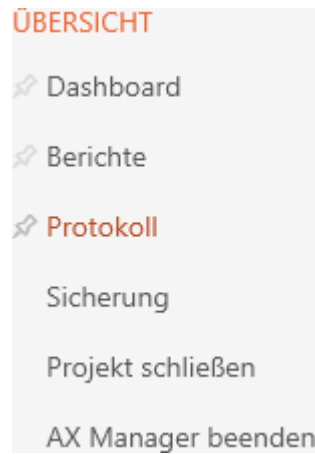 ÜBERSICHT
Dashboard
Berichte
Protokoll
Sicherung
Projekt schließen
AX Manager beenden